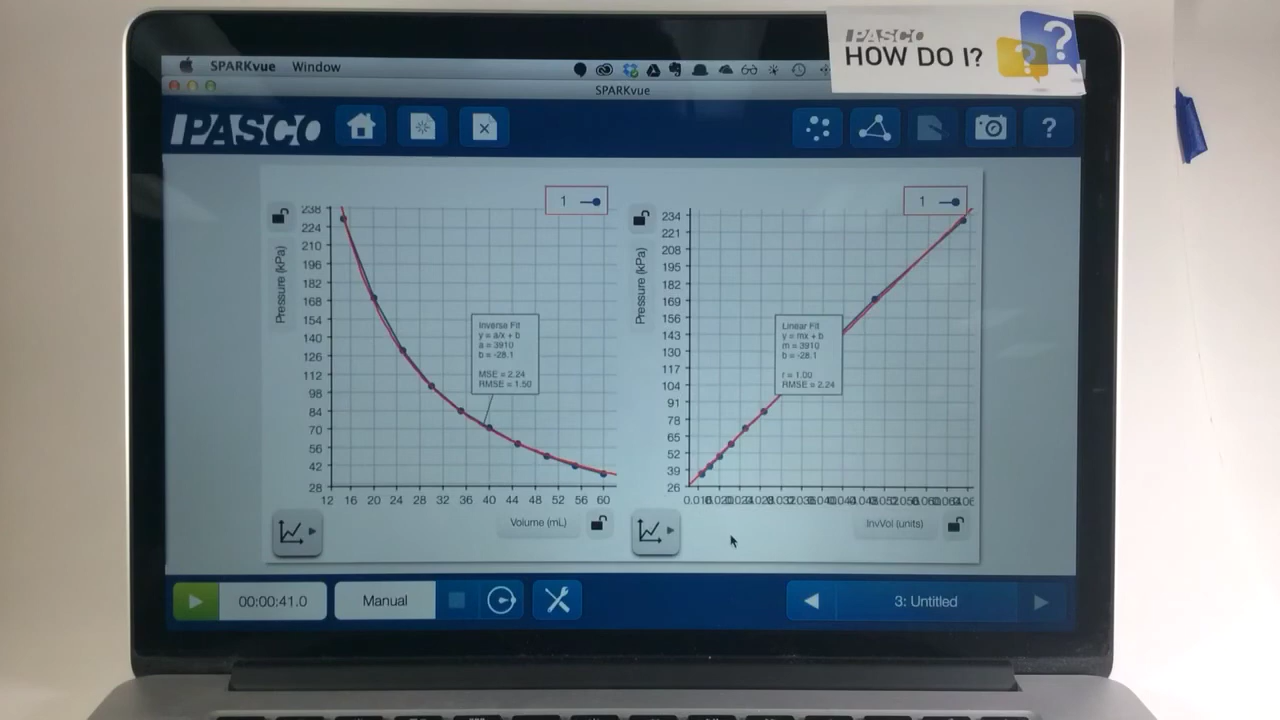 PASCO
HOW DO I?
SPARKvue Window
SPARKvue
PASCO
?
1
238
224
210
196
182
168
154
140
126
112
98
84
70
56
42
28
Pressure (kPa)
Inverse Fit
y = a/x + b
a = 3910
b = -28.1
MSE = 2.24
RMSE = 1.50
12 16 20 24 28 32 36 40 44 48 52 56 60
Volume (mL)
1
234
221
208
195
182
169
156
143
130
117
104
91
78
65
52
39
26
Pressure (kPa)
Linear Fit
y = mx + b
m = 3910
b = -28.1
r = 1.00
RMSE = 2.24
InvVol (units)
00:00:41.0
Manual
3: Untitled